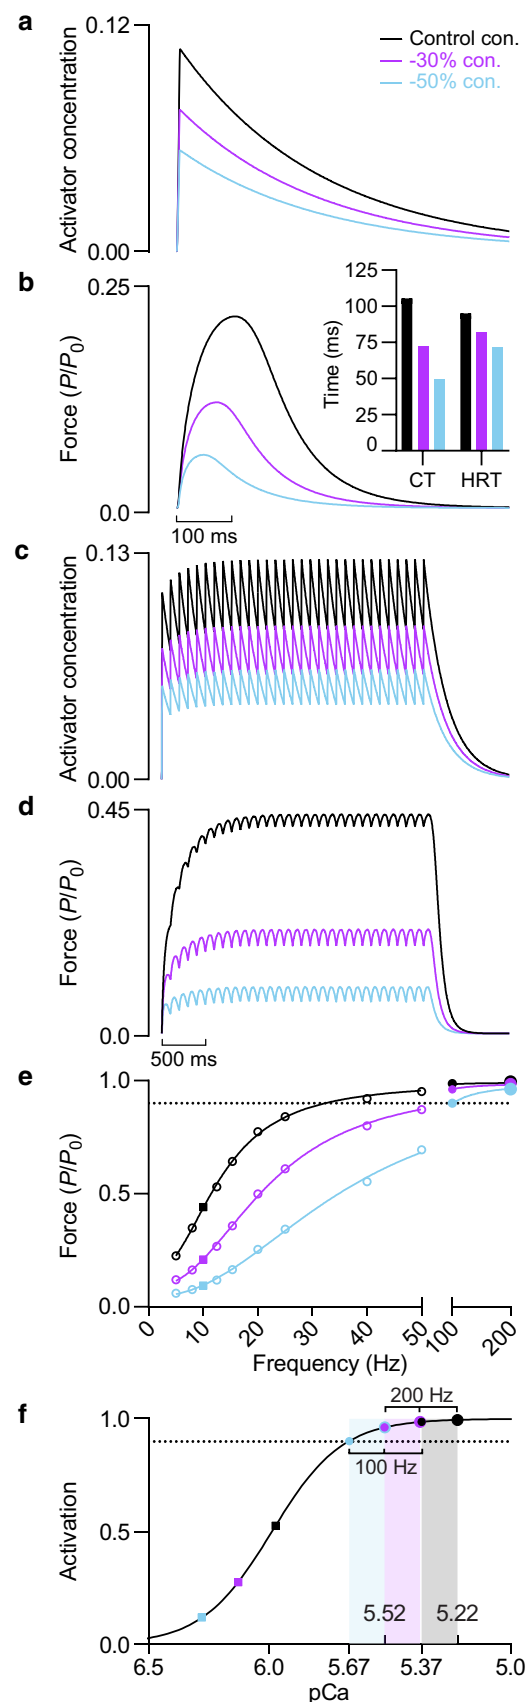 a
0.12
Activator concentration
0.00
Control con.
-30% con.
-50% con.
b
0.25
Force (P/P0)
0.0
100 ms
125
100
75
50
25
0
Time (ms)
CT HRT
c
0.13
Activator concentration
0.00
d
0.45
Force (P/P0)
0.0
500 ms
e
1.0
0.5
0.0
Force (P/P0)
0 10 20 30 40 50 100 200
Frequency (Hz)
f
200 Hz
1.0
100 Hz
Activation
0.5
5.52 5.22
0.0
6.5 6.0 5.67 5.37 5.0
pCa